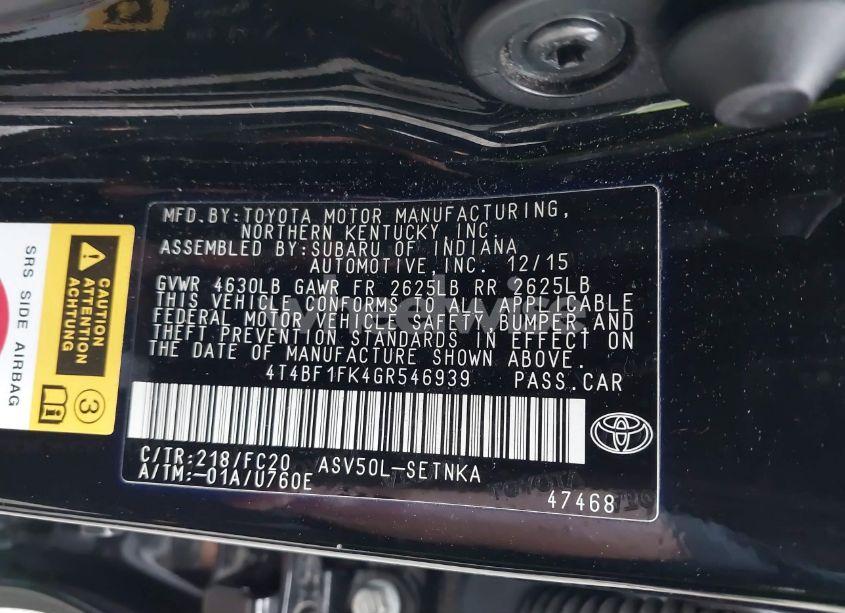 MFD.BY:TOYOTA MOTOR MANUFACTURING,
NORTHERN KENTUCKY, INC.
ASSEMBLED BY:SUBARU OF INDIANA
AUTOMOTIVE,INC. 12/15
GVWR 4630LB GAWR FR 2625LB RR 2625LB
THIS VEHICLE CONFORMS TO ALL APPLICABLE
FEDERAL MOTOR VEHICLE SAFETY,BUMPER,AND
THEFT PREVENTION STANDARDS IN EFFECT ON
THE DATE OF MANUFACTURE SHOWN ABOVE.
4T4BF1FK4GR546939 PASS.CAR
C/TR:218/FC20 ASV50L-SETNKA
A/TM:-01A/U760E
47468
SRS SIDE AIRBAG
CAUTION
ATTENTION
ACHTUNG
3
TOYOTA